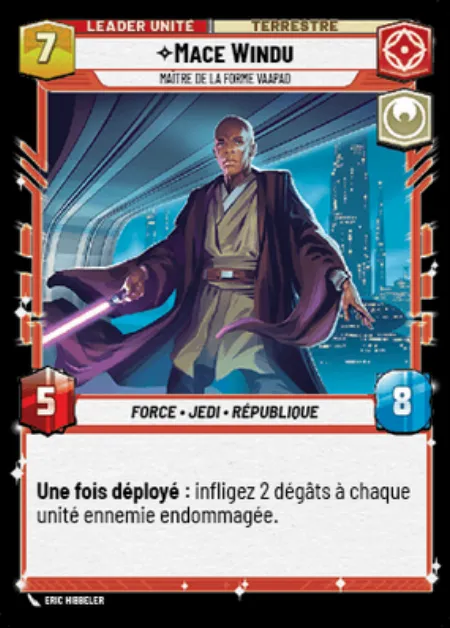 LEADER UNITÉ
TERRESTRE
7
MACE WINDU
MAÎTRE DE LA FORME VAAPAD
5
FORCE • JEDI • RÉPUBLIQUE
8
Une fois déployé : infligez 2 dégâts à chaque
unité ennemie endommagée.
ERIC HIBBELER